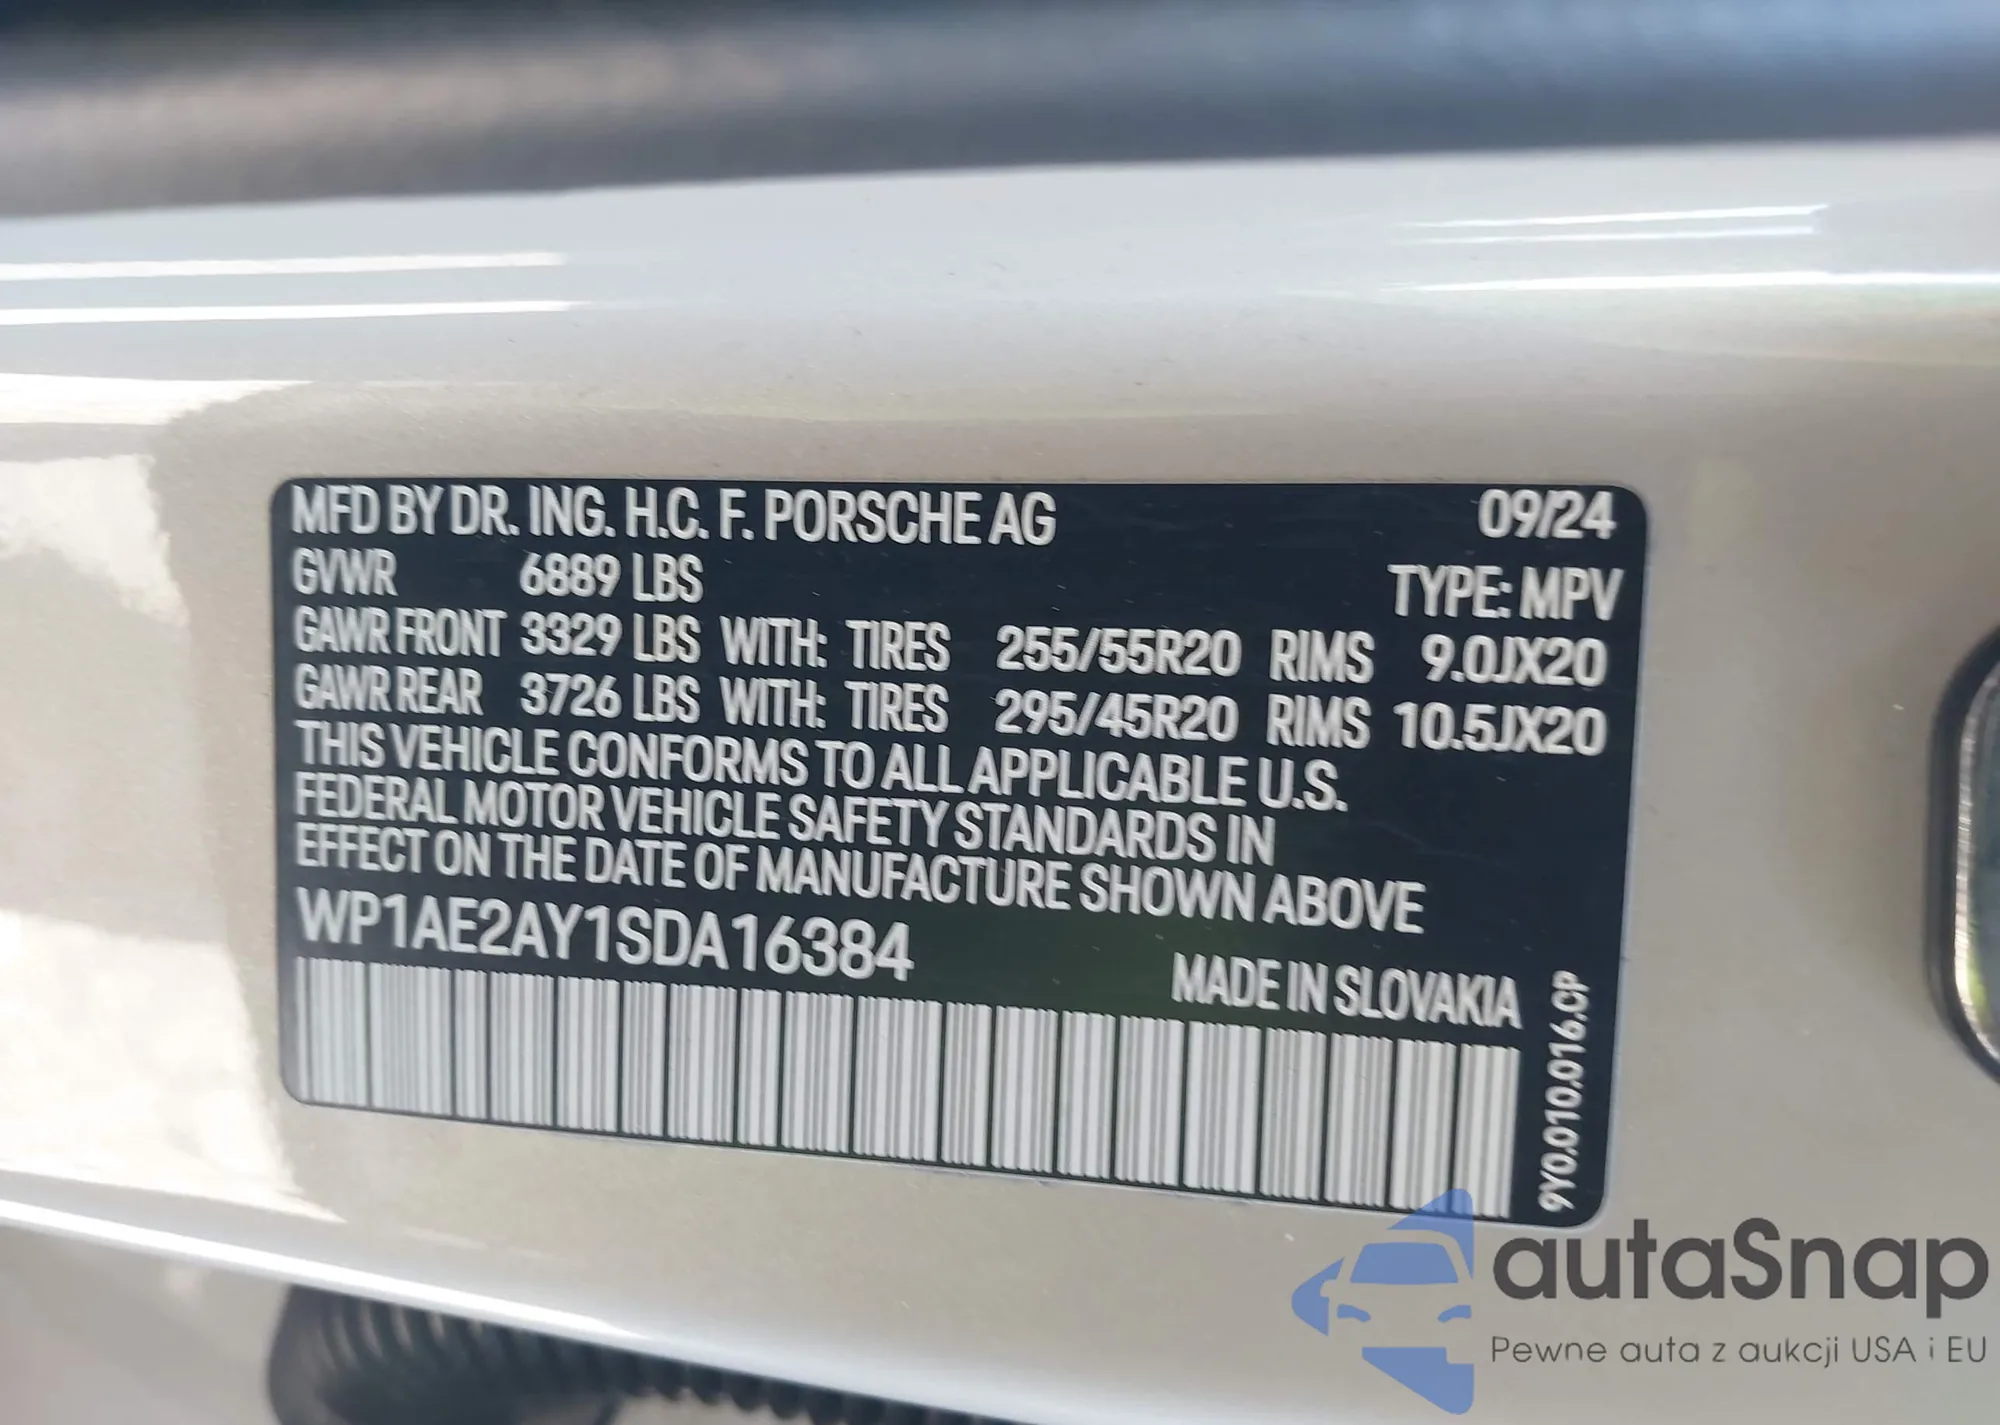 MFD BY DR. ING. H.C. F. PORSCHE AG 09/24
GVWR 6889 LBS TYPE: MPV
GAWR FRONT 3329 LBS WITH: TIRES 255/55R20 RIMS 9.0JX20
GAWR REAR 3726 LBS WITH: TIRES 295/45R20 RIMS 10.5JX20
THIS VEHICLE CONFORMS TO ALL APPLICABLE U.S.
FEDERAL MOTOR VEHICLE SAFETY STANDARDS IN
EFFECT ON THE DATE OF MANUFACTURE SHOWN ABOVE
WP1AE2AY1SDA16384
MADE IN SLOVAKIA
9Y0.010.016.CP
autaSnap
Pewne auta z aukcji USA i EU